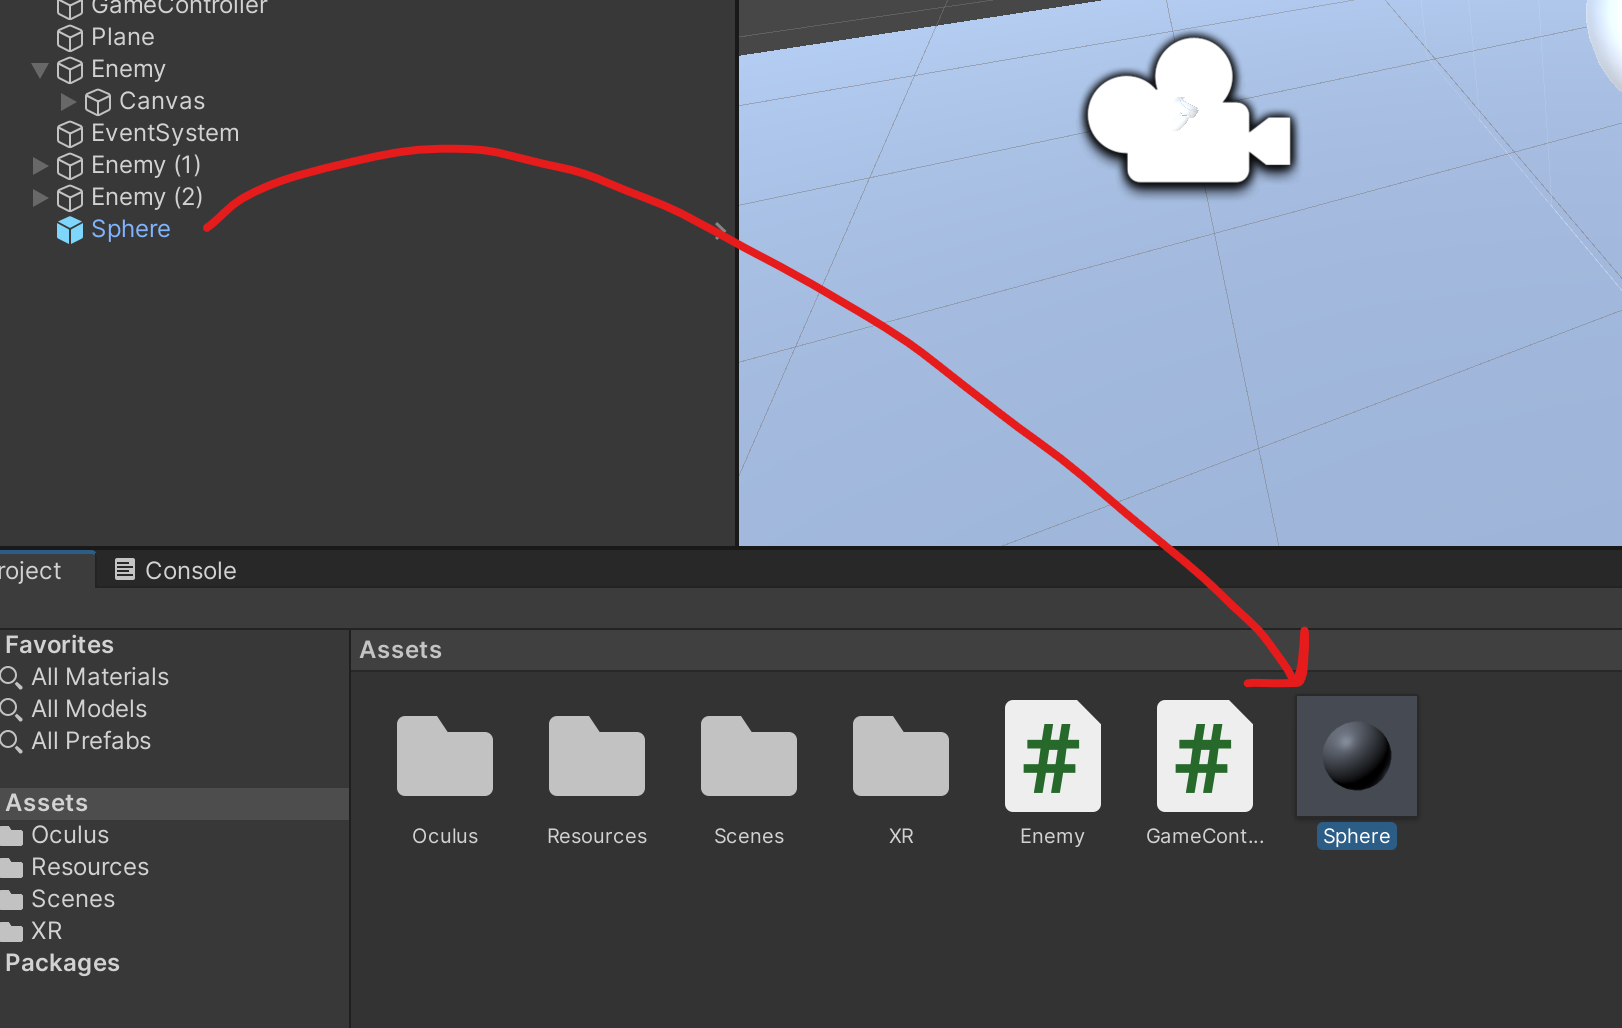 GameController
Plane
Enemy
Canvas
EventSystem
Enemy (1)
Enemy (2)
Sphere
roject
Console
Favorites
All Materials
All Models
All Prefabs
Assets
Oculus
Resources
Scenes
XR
Packages
Assets
Oculus
Resources
Scenes
XR
Enemy
GameCont...
Sphere